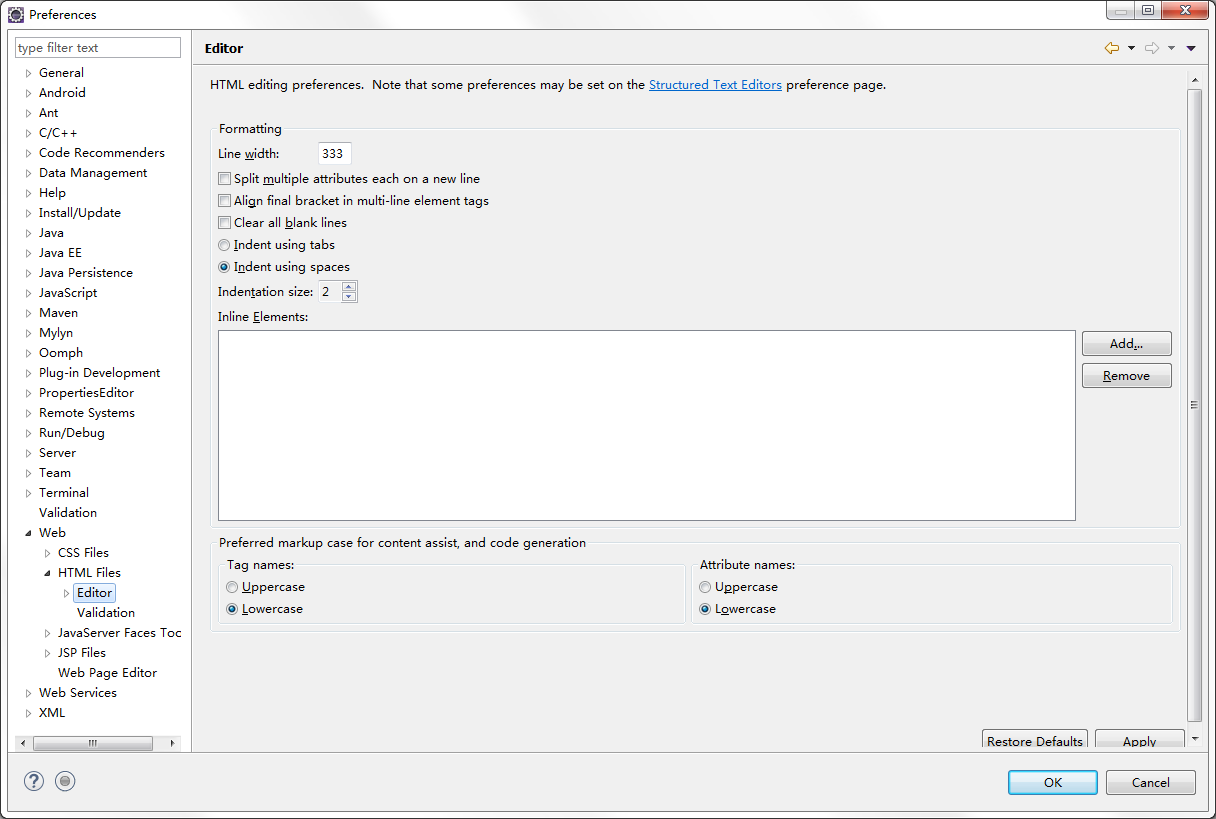 Preferences
type filter text
General
Android
Ant
C/C++
Code Recommenders
Data Management
Help
Install/Update
Java
Java EE
Java Persistence
JavaScript
Maven
Mylyn
Oomph
Plug-in Development
PropertiesEditor
Remote Systems
Run/Debug
Server
Team
Terminal
Validation
Web
CSS Files
HTML Files
Editor
Validation
JavaServer Faces Toc
JSP Files
Web Page Editor
Web Services
XML
Editor
HTML editing preferences.  Note that some preferences may be set on the Structured Text Editors preference page.
Formatting
Line width: 333
Split multiple attributes each on a new line
Align final bracket in multi-line element tags
Clear all blank lines
Indent using tabs
Indent using spaces
Indentation size: 2
Inline Elements:
Add...
Remove
Preferred markup case for content assist, and code generation
Tag names:
Uppercase
Lowercase
Attribute names:
Uppercase
Lowercase
Restore Defaults Apply
? OK Cancel